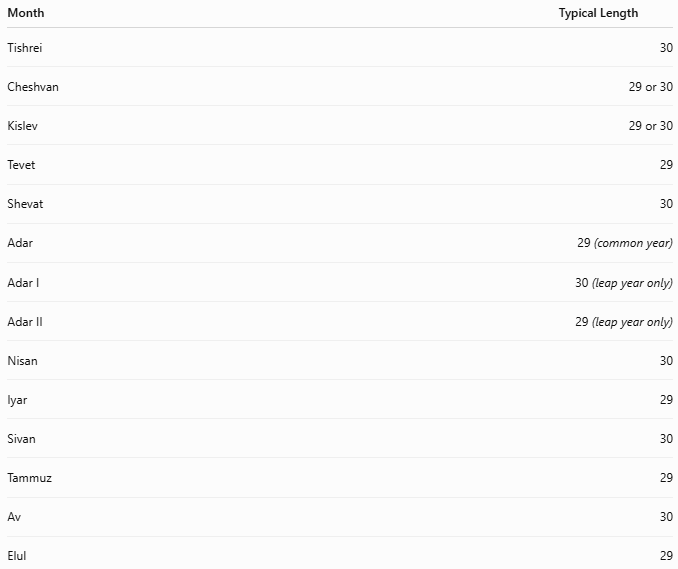 Month Typical Length
Tishrei 30
Cheshvan 29 or 30
Kislev 29 or 30
Tevet 29
Shevat 30
Adar 29 (common year)
Adar I 30 (leap year only)
Adar II 29 (leap year only)
Nisan 30
Iyar 29
Sivan 30
Tammuz 29
Av 30
Elul 29